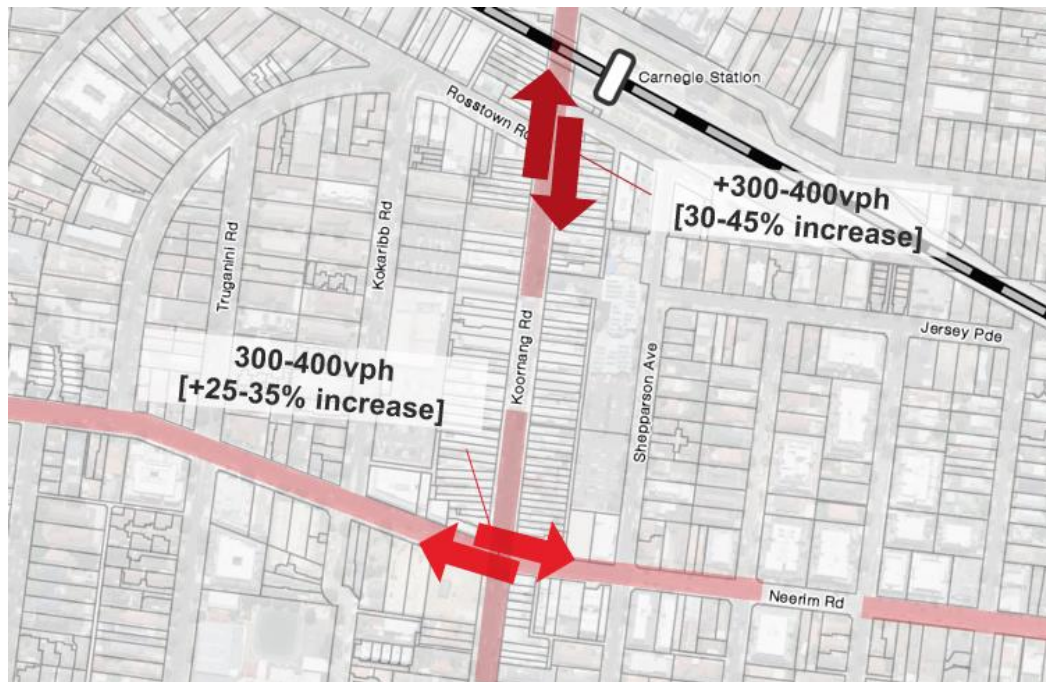 Carnegie Station
Rosstown Rd
+300-400vph
[30-45% increase]
Truganini Rd
Kokaribb Rd
Koornang Rd
Jersey Pde
300-400vph
[+25-35% increase]
Shepparson Ave
Neerim Rd